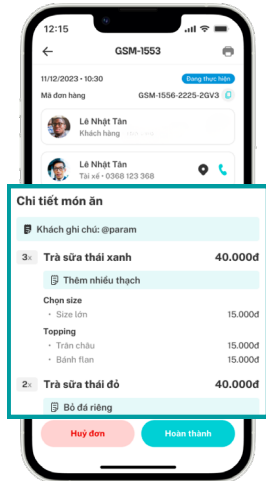 12:15
GSM-1553
11/12/2023 • 10:30
Đang thực hiện
Mã đơn hàng
GSM-1556-2225-2GV3
Lê Nhật Tân
Khách hàng
Lê Nhật Tân
Tài xế • 0368 123 368
Chi tiết món ăn
Khách ghi chú: @param
3x Trà sữa thái xanh 40.000đ
Thêm nhiều thạch
Chọn size
• Size lớn 15.000đ
Topping
• Trân châu 15.000đ
• Bánh flan 15.000đ
2x Trà sữa thái đỏ 40.000đ
Bỏ đá riêng
Huỷ đơn
Hoàn thành